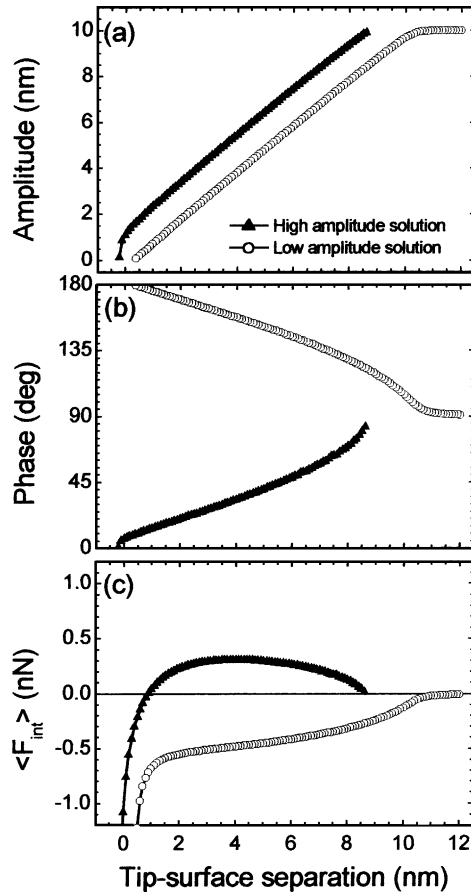 (a)
10
8
6
4
2
0
Amplitude (nm)
High amplitude solution
Low amplitude solution
(b)
180
135
90
45
0
Phase (deg)
(c)
1.0
0.5
0.0
-0.5
-1.0
<F_int> (nN)
0 2 4 6 8 10 12
Tip-surface separation (nm)